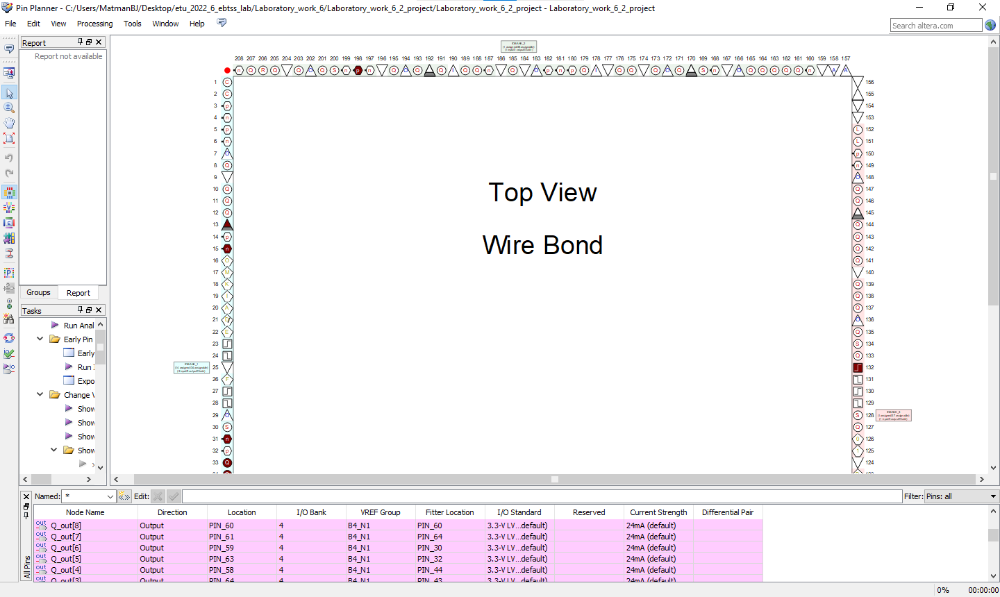 Pin Planner - C:/Users/MatmanBJ/Desktop/etu_2022_6_ebtss_lab/Laboratory_work_6/Laboratory_work_6_2_project/Laboratory_work_6_2_project - Laboratory_work_6_2_project
File Edit View Processing Tools Window Help
Search altera.com
Report
Report not available
Groups Report
Tasks
Run Anal
Early Pin
Early
Run I
Expo
Change V
Show
Show
Show
Show
208 207 206 205 204 203 202 201 200 199 198 197 196 195 194 193 192 191 190 189 188 187 186 185 184 183 182 181 180 179 178 177 176 175 174 173 172 171 170 169 168 167 166 165 164 163 162 161 160 159 158 157
1 156
2 155
3 154
4 153
5 152
6 151
7 150
8 149
9 148
10 147
11 146
12 145
13 144
14 143
15 142
16 141
17 140
18 139
19 138
20 137
21 136
22 135
23 134
24 133
25 132
26 131
27 130
28 129
29 128
30 127
31 126
32 125
33 124
Top View
Wire Bond
Named: * Edit: Filter: Pins: all
Node Name Direction Location I/O Bank VREF Group Fitter Location I/O Standard Reserved Current Strength Differential Pair
out Q_out[8] Output PIN_60 4 B4_N1 PIN_60 3.3-V LV...default) 24mA (default)
out Q_out[7] Output PIN_61 4 B4_N1 PIN_64 3.3-V LV...default) 24mA (default)
out Q_out[6] Output PIN_59 4 B4_N1 PIN_30 3.3-V LV...default) 24mA (default)
out Q_out[5] Output PIN_63 4 B4_N1 PIN_32 3.3-V LV...default) 24mA (default)
out Q_out[4] Output PIN_58 4 B4_N1 PIN_44 3.3-V LV...default) 24mA (default)
out Q_out[3] Output PIN_64 4 B4_N1 PIN_43 3.3-V LV...default) 24mA (default)
All Pins
0% 00:00:00